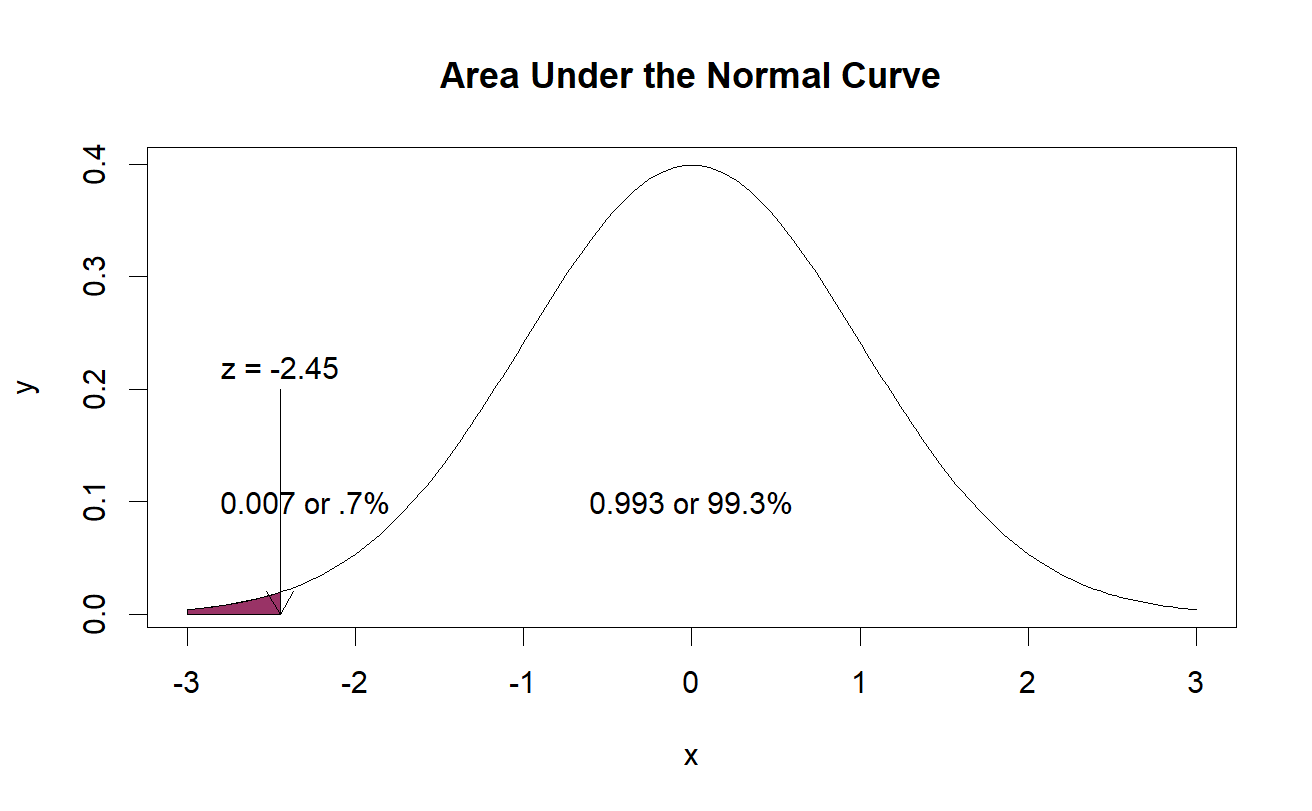 Area Under the Normal Curve
0.4
0.3
0.2
0.1
0.0
y
z = -2.45
0.007 or .7%
0.993 or 99.3%
-3
-2
-1
0
1
2
3
x